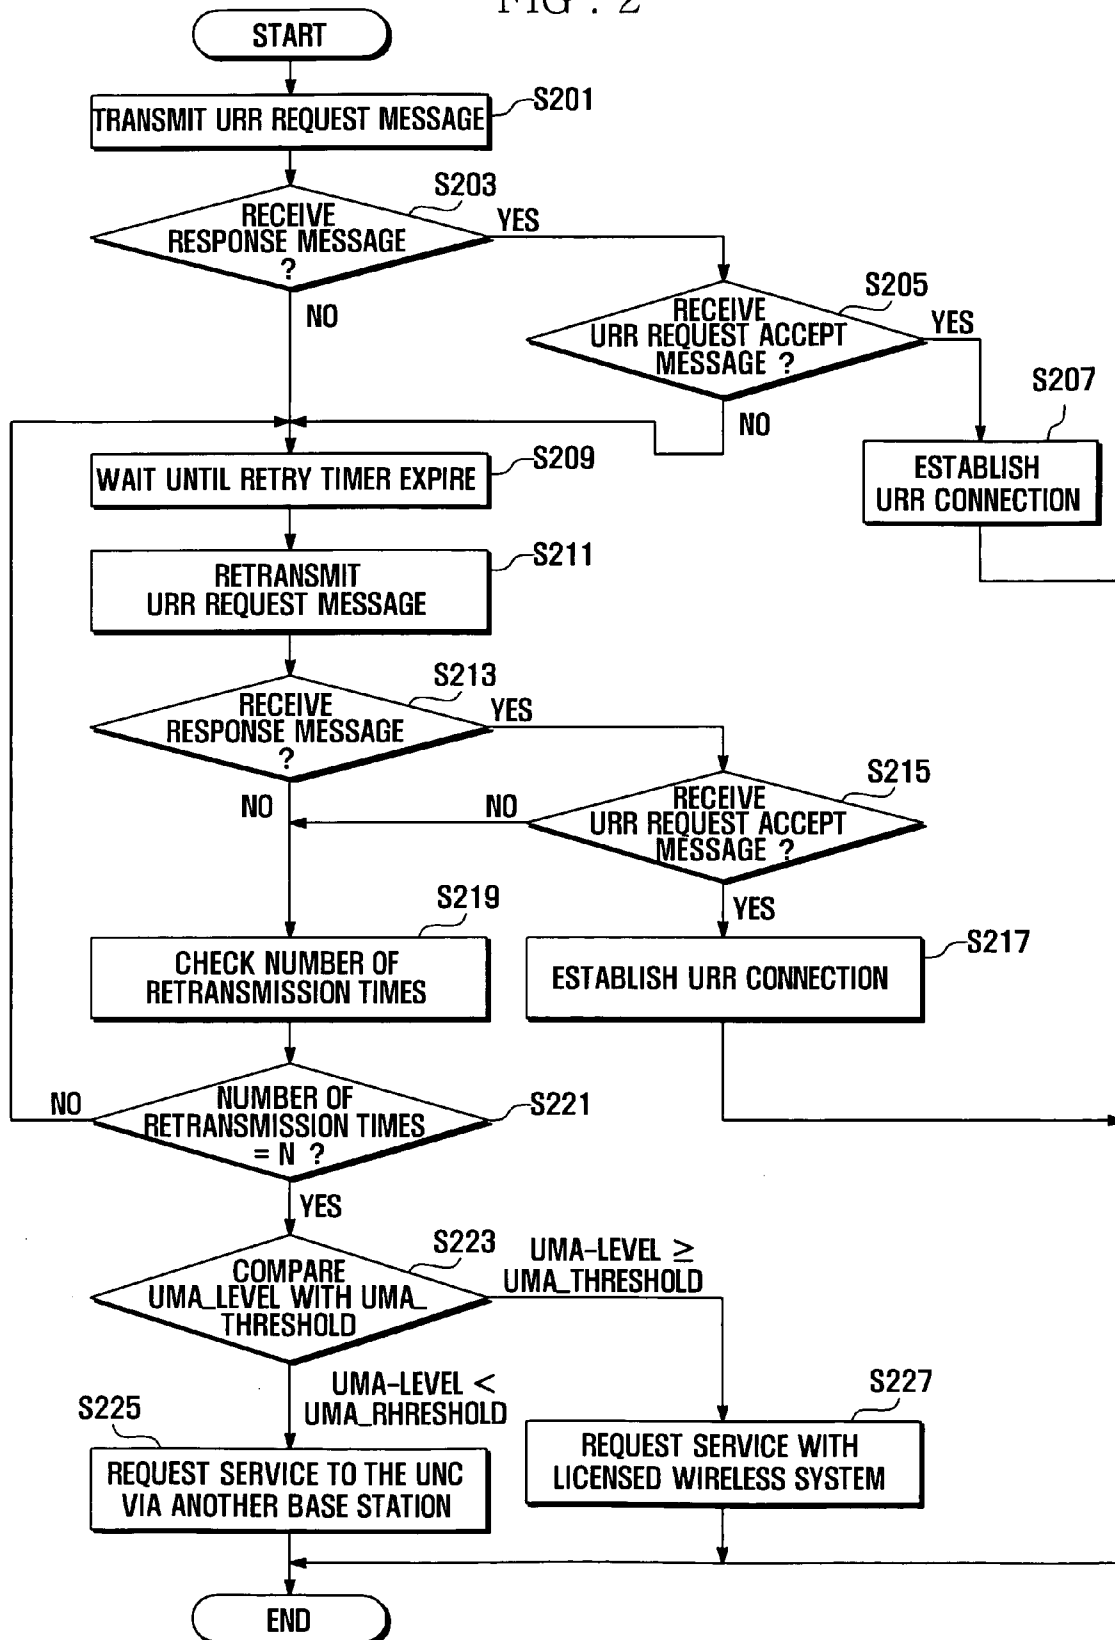 FIG . 2
START
TRANSMIT URR REQUEST MESSAGE
S201
S203
RECEIVE
RESPONSE MESSAGE
?
YES
NO
S205
RECEIVE
URR REQUEST ACCEPT
MESSAGE ?
YES
NO
S207
ESTABLISH
URR CONNECTION
WAIT UNTIL RETRY TIMER EXPIRE
S209
RETRANSMIT
URR REQUEST MESSAGE
S211
S213
RECEIVE
RESPONSE MESSAGE
?
YES
NO
S215
RECEIVE
URR REQUEST ACCEPT
MESSAGE ?
NO
YES
S219
CHECK NUMBER OF
RETRANSMISSION TIMES
ESTABLISH URR CONNECTION
S217
NUMBER OF
RETRANSMISSION TIMES
= N ?
S221
NO
YES
S223
COMPARE
UMA_LEVEL WITH UMA_
THRESHOLD
UMA-LEVEL ≥
UMA_THRESHOLD
UMA-LEVEL <
UMA_RHRESHOLD
S225
REQUEST SERVICE TO THE UNC
VIA ANOTHER BASE STATION
S227
REQUEST SERVICE WITH
LICENSED WIRELESS SYSTEM
END